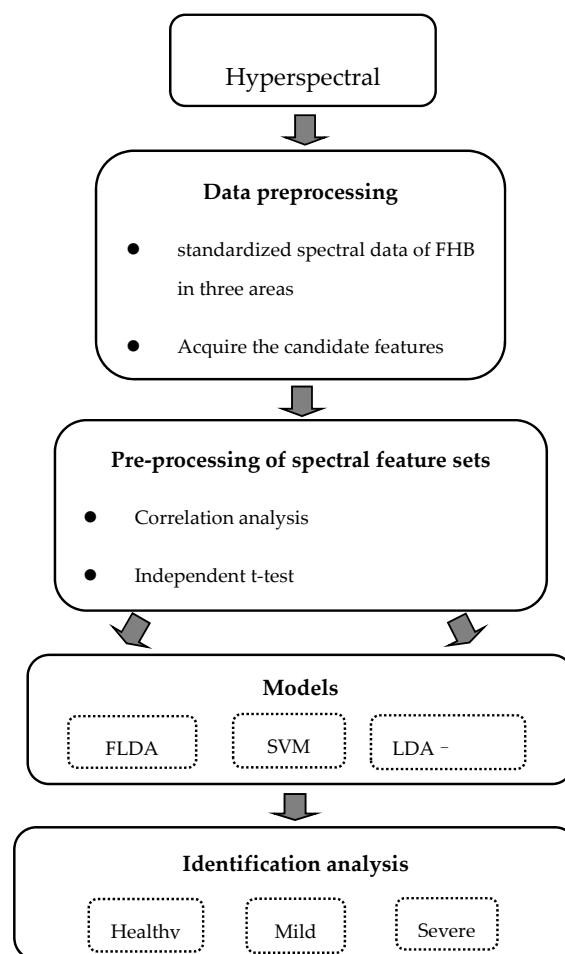 Hyperspectral
Data preprocessing
● standardized spectral data of FHB
in three areas
● Acquire the candidate features
Pre-processing of spectral feature sets
● Correlation analysis
● Independent t-test
Models
FLDA SVM LDA –
Identification analysis
Healthy Mild Severe